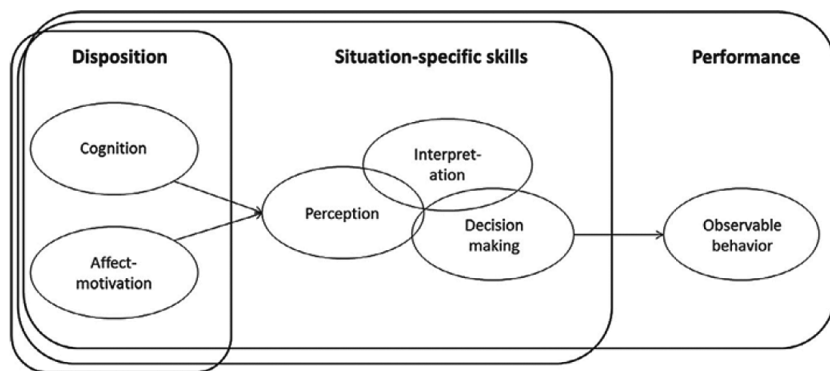 Disposition
Situation-specific skills
Performance
Cognition
Affect-
motivation
Perception
Interpret-
ation
Decision
making
Observable
behavior